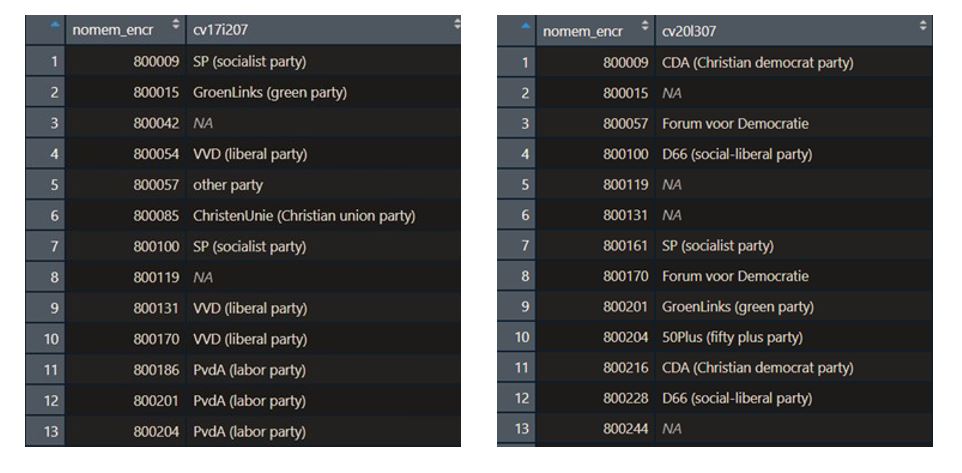 nomem_encr cv17i207
1 800009 SP (socialist party)
2 800015 GroenLinks (green party)
3 800042 NA
4 800054 VVD (liberal party)
5 800057 other party
6 800085 ChristenUnie (Christian union party)
7 800100 SP (socialist party)
8 800119 NA
9 800131 VVD (liberal party)
10 800170 VVD (liberal party)
11 800186 PvdA (labor party)
12 800201 PvdA (labor party)
13 800204 PvdA (labor party)
nomem_encr cv20l307
1 800009 CDA (Christian democrat party)
2 800015 NA
3 800057 Forum voor Democratie
4 800100 D66 (social-liberal party)
5 800119 NA
6 800131 NA
7 800161 SP (socialist party)
8 800170 Forum voor Democratie
9 800201 GroenLinks (green party)
10 800204 50Plus (fifty plus party)
11 800216 CDA (Christian democrat party)
12 800228 D66 (social-liberal party)
13 800244 NA